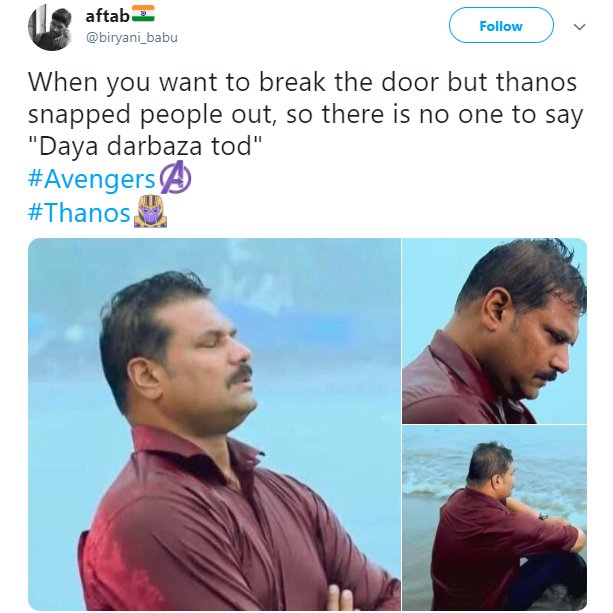 aftab🇮🇳
@biryani_babu
Follow
When you want to break the door but thanos
snapped people out, so there is no one to say
"Daya darbaza tod"
#Avengers
#Thanos